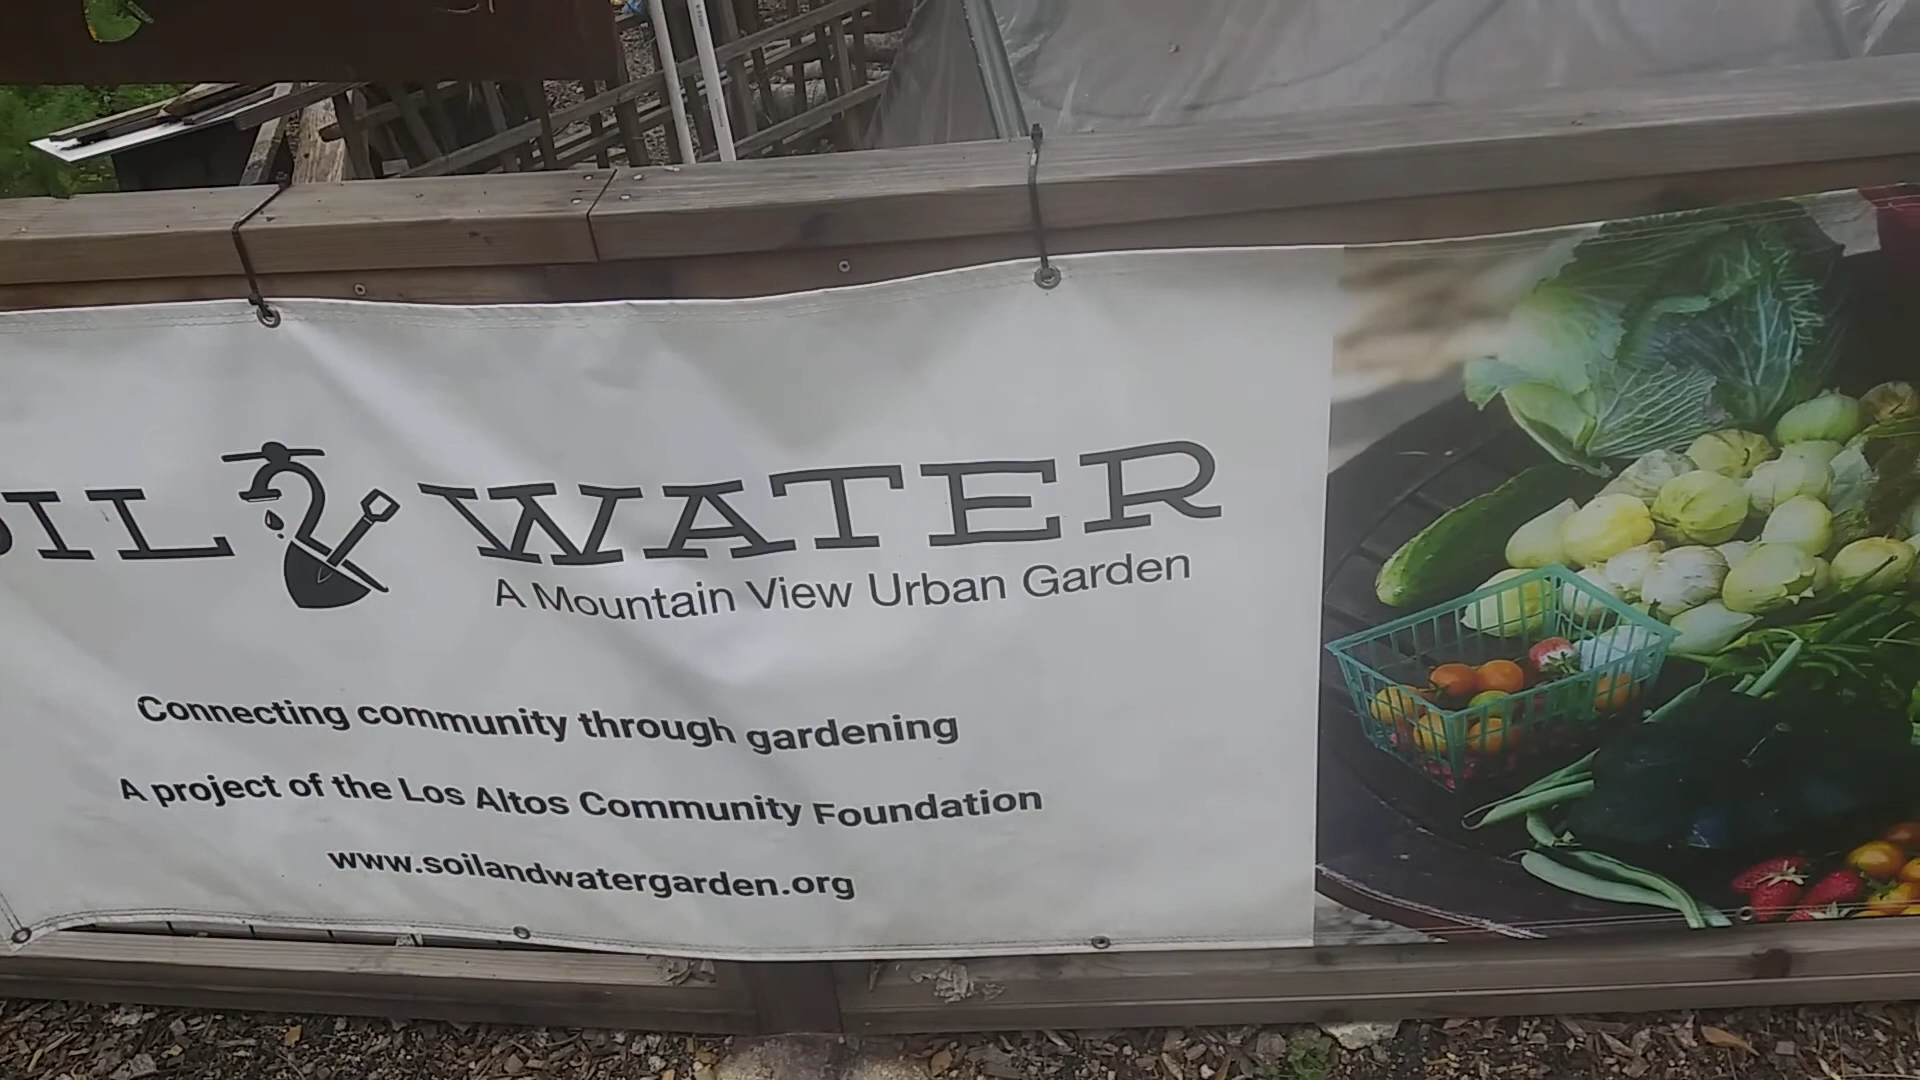 OIL WATER
A Mountain View Urban Garden
Connecting community through gardening
A project of the Los Altos Community Foundation
www.soilandwatergarden.org